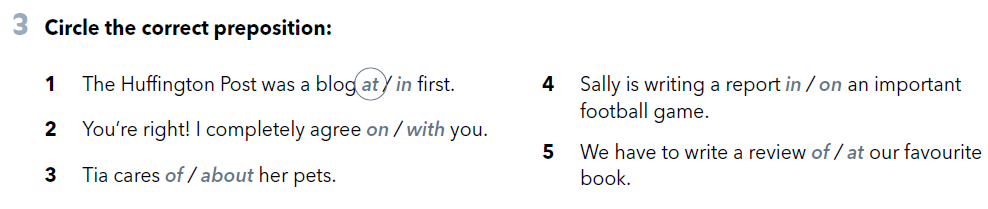 3 Circle the correct preposition:
1 The Huffington Post was a blog at / in first.
2 You're right! I completely agree on / with you.
3 Tia cares of / about her pets.
4 Sally is writing a report in / on an important
football game.
5 We have to write a review of / at our favourite
book.